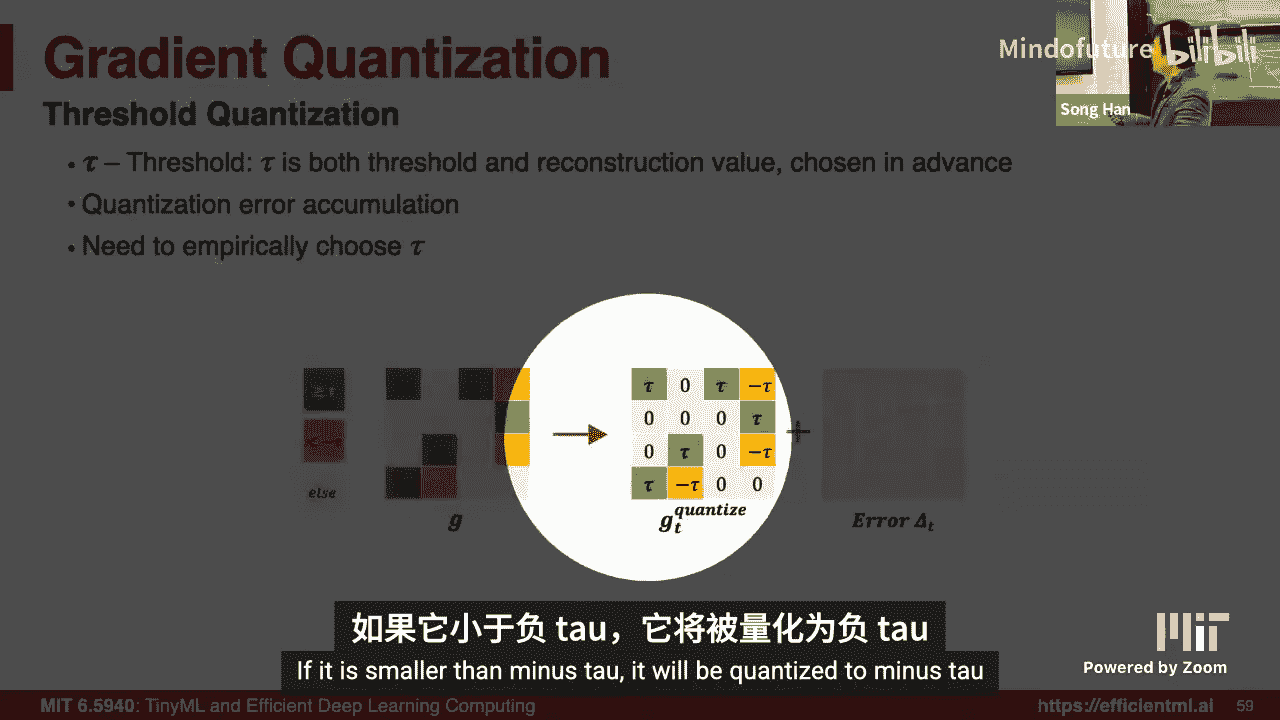 Gradient Quantization
Mindofuture
bilibili
Song Han
Threshold Quantization
• τ – Threshold: τ is both threshold and reconstruction value, chosen in advance
• Quantization error accumulation
• Need to empirically choose τ
τ 0 τ −τ
0 0 0 τ
0 τ 0 −τ
τ −τ 0 0
+
else
g
g_t^quantize
Error Δ_t
如果它小于负 tau，它将被量化为负 tau
If it is smaller than minus tau, it will be quantized to minus tau
MiT
Powered by Zoom
MIT 6.5940: TinyML and Efficient Deep Learning Computing
https://efficientml.ai
59